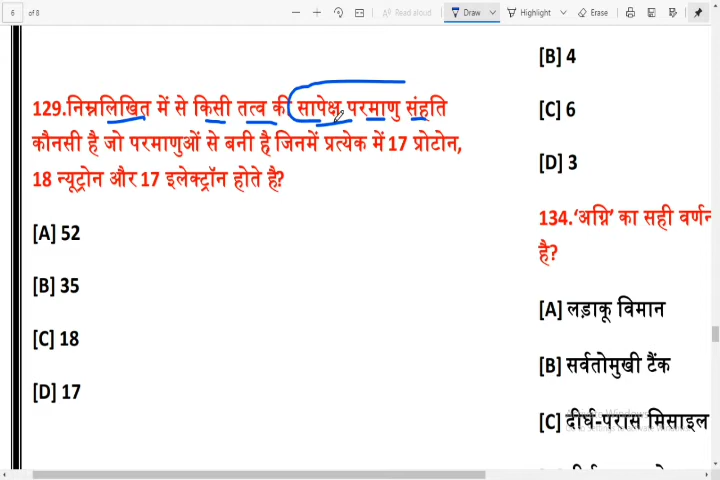 6 of 8
Read aloud
Draw
Highlight
Erase
129.निम्नलिखित में से किसी तत्व की सापेक्ष परमाणु संहति
कौनसी है जो परमाणुओं से बनी है जिनमें प्रत्येक में 17 प्रोटोन,
18 न्यूट्रोन और 17 इलेक्ट्रॉन होते है?
[A] 52
[B] 35
[C] 18
[D] 17
[B] 4
[C] 6
[D] 3
134.‘अग्नि’ का सही वर्णन
है?
[A] लड़ाकू विमान
[B] सर्वतोमुखी टैंक
[C] दीर्घ-परास मिसाइल